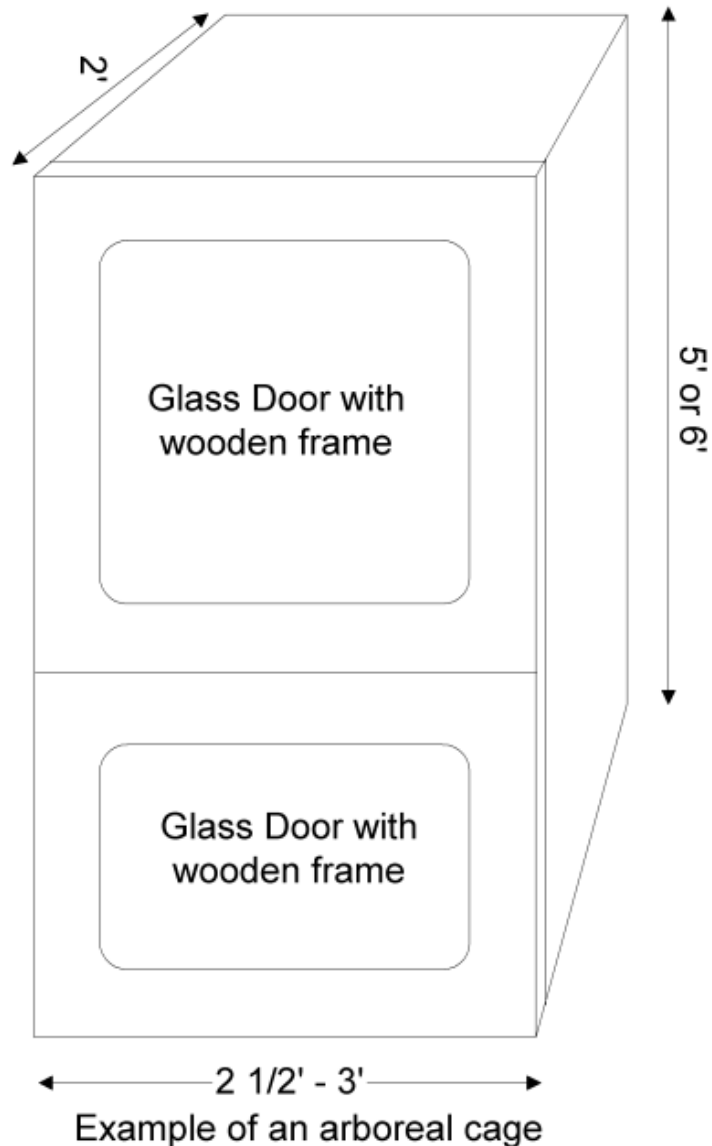 2'
Glass Door with
wooden frame
5' or 6'
Glass Door with
wooden frame
2 1/2' - 3'
Example of an arboreal cage